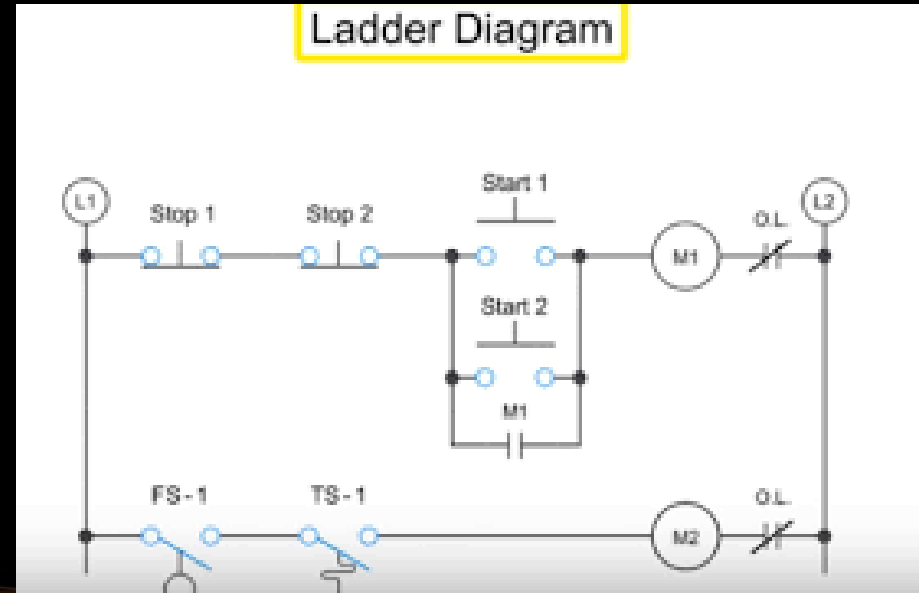 Ladder Diagram
Start 1
L1
Stop 1
Stop 2
O.L.
L2
M1
Start 2
M1
FS-1
TS-1
O.L.
M2